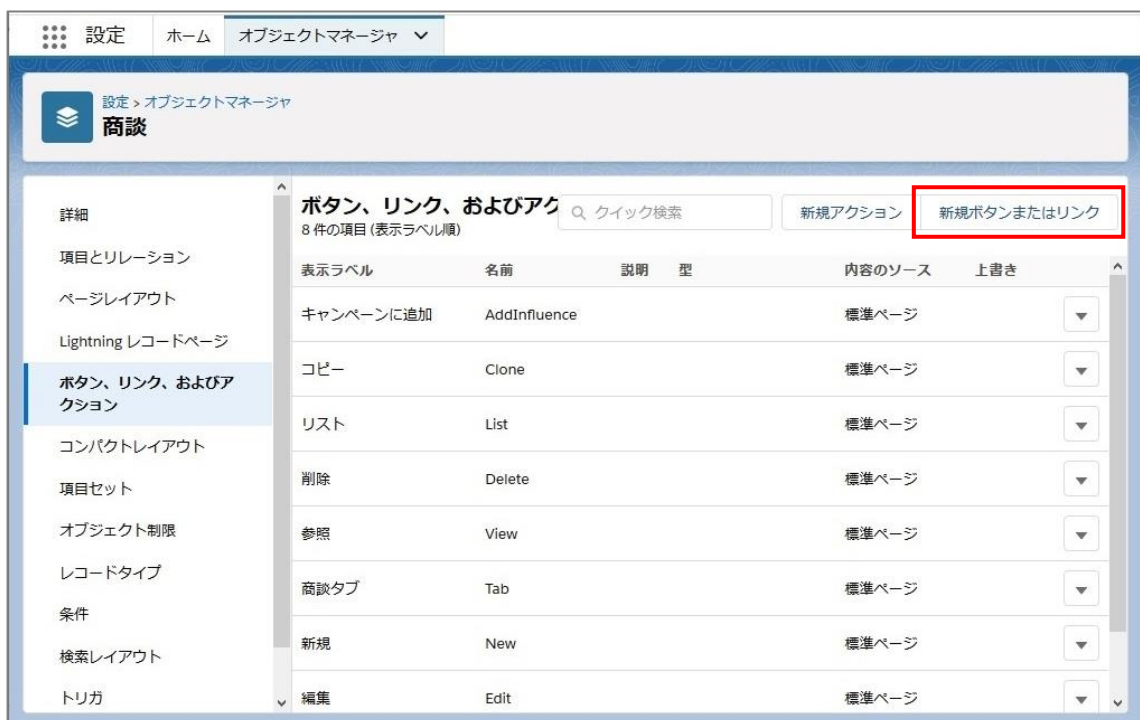 設定 ホーム オブジェクトマネージャ
設定 > オブジェクトマネージャ
商談
詳細
項目とリレーション
ページレイアウト
Lightning レコードページ
ボタン、リンク、およびア
クション
コンパクトレイアウト
項目セット
オブジェクト制限
レコードタイプ
条件
検索レイアウト
トリガ
ボタン、リンク、およびアク
8 件の項目 (表示ラベル順)
クイック検索
新規アクション
新規ボタンまたはリンク
表示ラベル 名前 説明 型 内容のソース 上書き
キャンペーンに追加 AddInfluence 標準ページ
コピー Clone 標準ページ
リスト List 標準ページ
削除 Delete 標準ページ
参照 View 標準ページ
商談タブ Tab 標準ページ
新規 New 標準ページ
編集 Edit 標準ページ